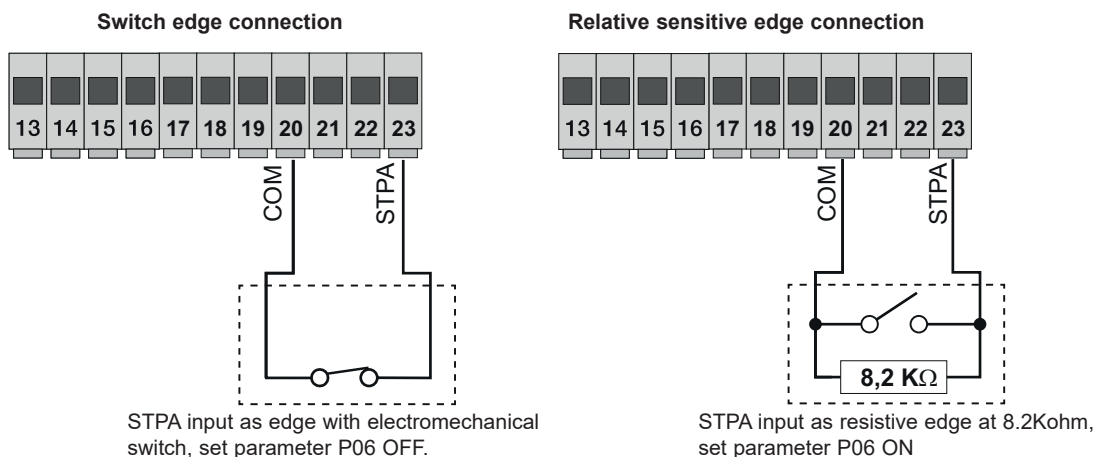 Switch edge connection
13 14 15 16 17 18 19 20 21 22 23
COM
STPA
STPA input as edge with electromechanical
switch, set parameter P06 OFF.
Relative sensitive edge connection
13 14 15 16 17 18 19 20 21 22 23
COM
STPA
8,2 KΩ
STPA input as resistive edge at 8.2Kohm,
set parameter P06 ON